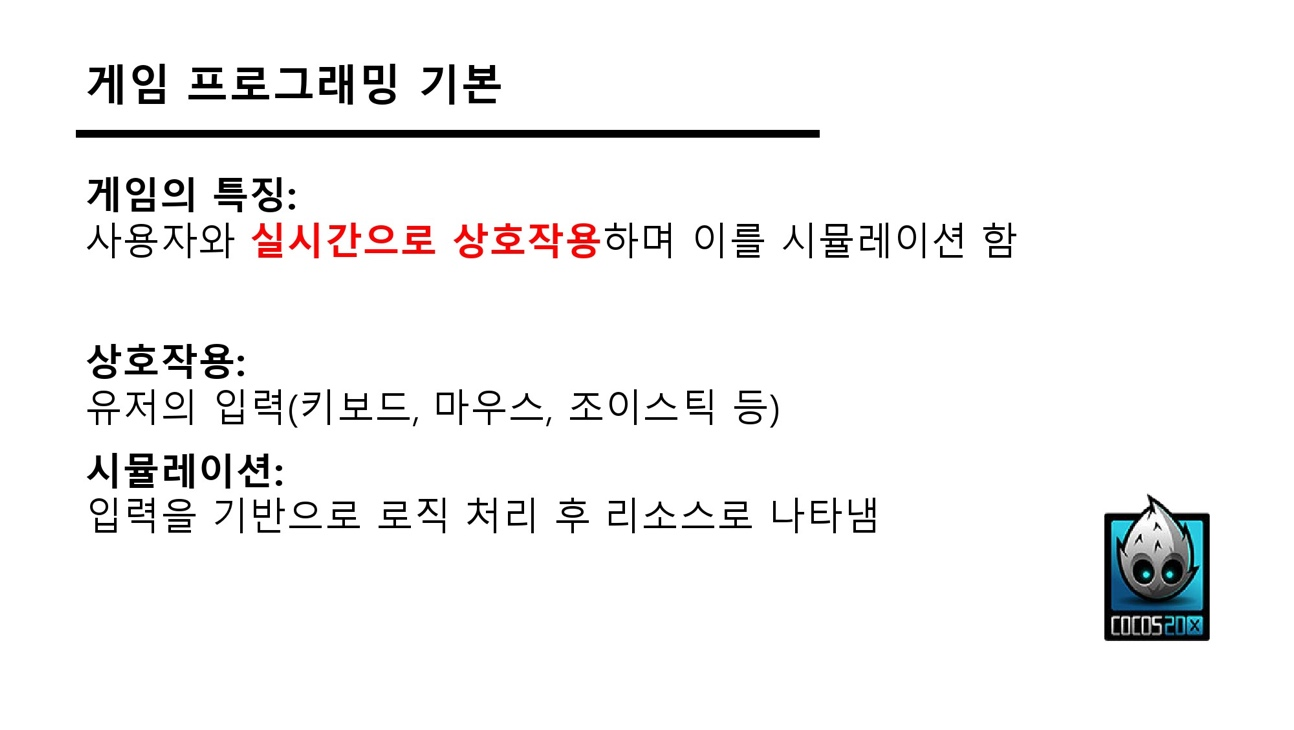 게임 프로그래밍 기본
게임의 특징:
사용자와 실시간으로 상호작용하며 이를 시뮬레이션 함
상호작용:
유저의 입력(키보드, 마우스, 조이스틱 등)
시뮬레이션:
입력을 기반으로 로직 처리 후 리소스로 나타냄
COCOS2DX